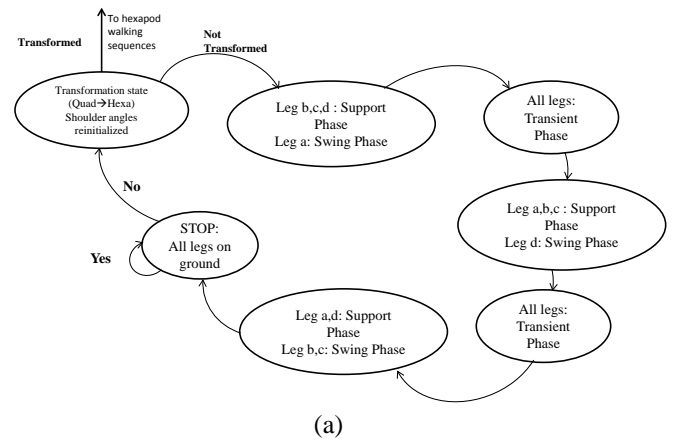 To hexapod
walking
sequences
Transformed
Not
Transformed
Transformation state
(Quad→Hexa)
Shoulder angles
reinitialized
Leg b,c,d : Support
Phase
Leg a: Swing Phase
All legs:
Transient
Phase
Leg a,b,c : Support
Phase
Leg d: Swing Phase
All legs:
Transient
Phase
Leg a,d: Support
Phase
Leg b,c: Swing Phase
STOP:
All legs on
ground
Yes
No
(a)